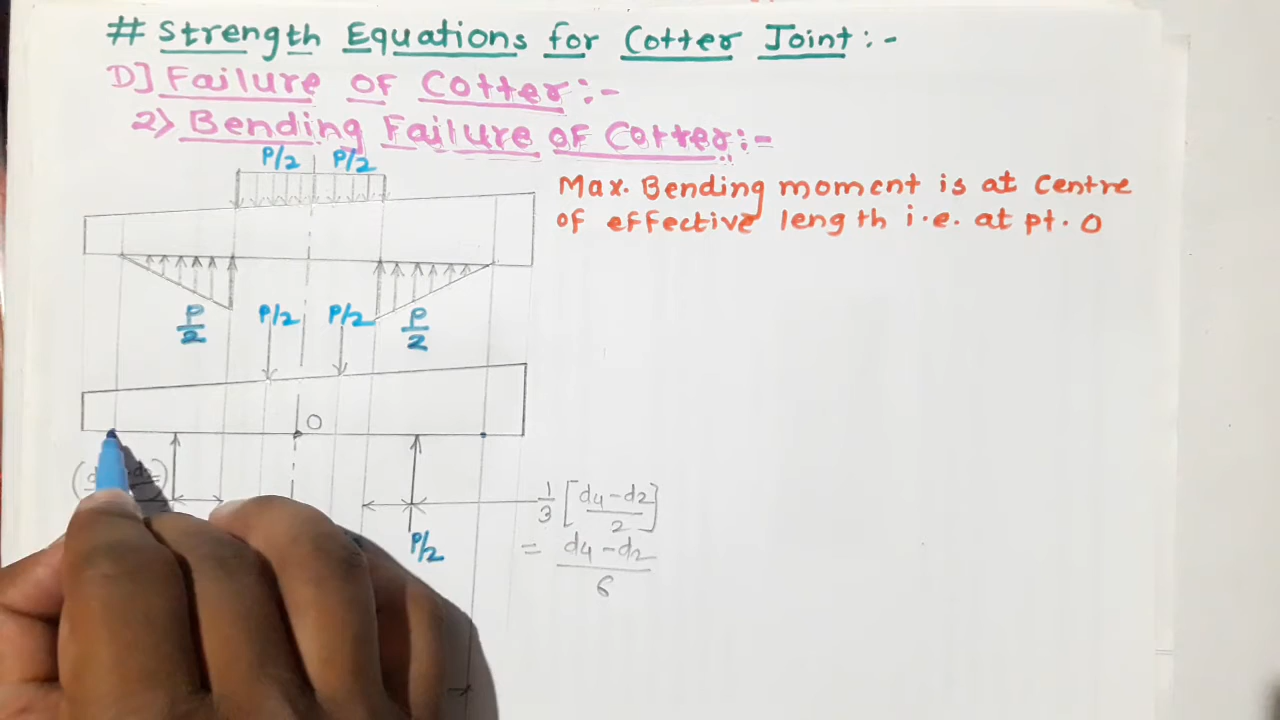 # Strength Equations for Cotter Joint:-
D] Failure of Cotter:-
2) Bending Failure of Cotter:-
P/2 P/2
Max. Bending moment is at centre
of effective length i.e. at pt. O
P/2 P/2 P/2 P/2
O
1/3 [d4-d2/2]
= d4-d2/6
P/2